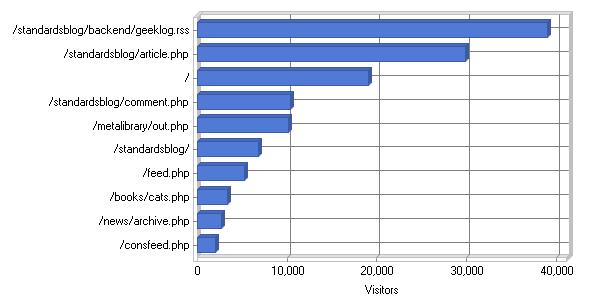 /standardsblog/backend/geeklog.rss
/standardsblog/article.php
/
/standardsblog/comment.php
/metalibrary/out.php
/standardsblog/
/feed.php
/books/cats.php
/news/archive.php
/consfeed.php
0 10,000 20,000 30,000 40,000
Visitors